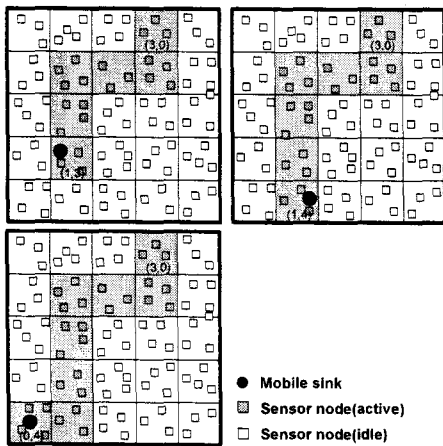 (3,0)
(1,3)
(3,0)
(1,4)
(3,0)
(0,4)
Mobile sink
Sensor node(active)
Sensor node(idle)